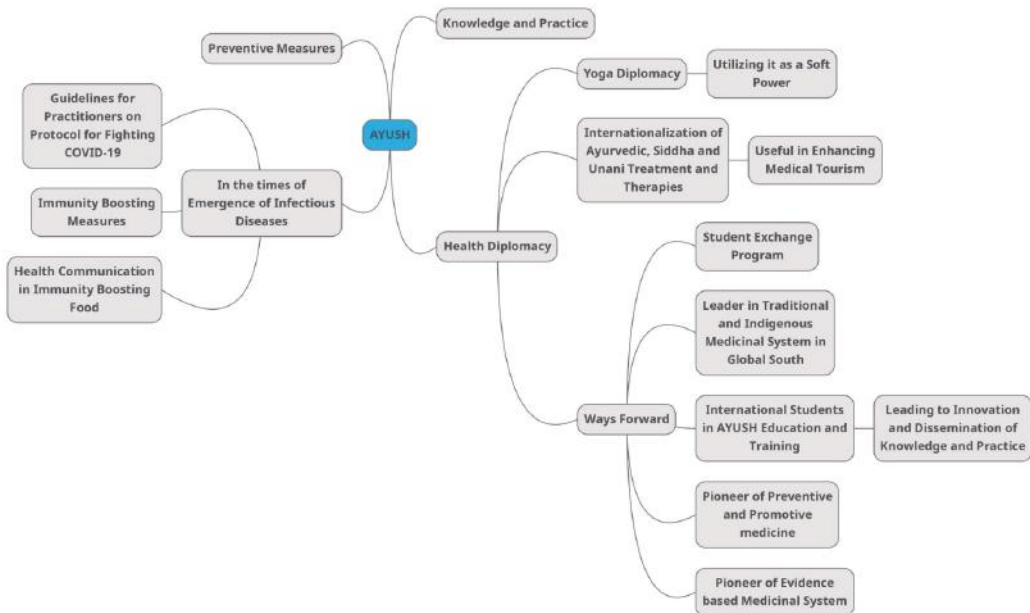 Knowledge and Practice
Preventive Measures
Yoga Diplomacy
Utilizing it as a Soft
Power
Guidelines for
Practitioners on
Protocol for Fighting
COVID-19
AYUSH
Internationalization of
Ayurvedic, Siddha and
Unani Treatment and
Therapies
Useful in Enhancing
Medical Tourism
In the times of
Emergence of Infectious
Diseases
Immunity Boosting
Measures
Health Diplomacy
Student Exchange
Program
Health Communication
in Immunity Boosting
Food
Leader in Traditional
and Indigenous
Medicinal System in
Global South
Ways Forward
International Students
in AYUSH Education and
Training
Leading to Innovation
and Dissemination of
Knowledge and Practice
Pioneer of Preventive
and Promotive
medicine
Pioneer of Evidence
based Medicinal System